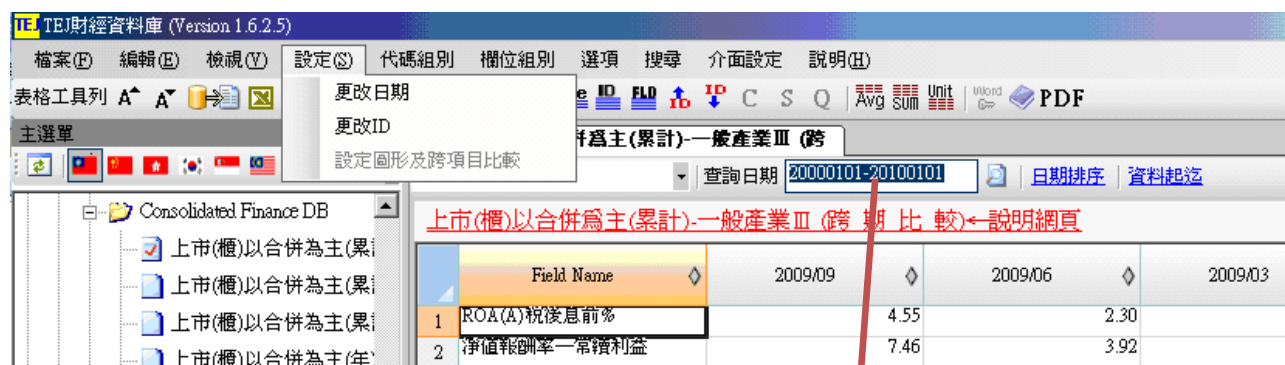 TEJ TEJ財經資料庫 (Version 1.6.2.5)
檔案(F) 編輯(E) 檢視(V) 設定(S) 代碼組別 欄位組別 選項 搜尋 介面設定 說明(H)
表格工具列 A A ID FLD ID ID C S Q Avg Sum Unit Word PDF
更改日期
更改ID
設定圖形及跨項目比較
主選單
併為主(累計)-一般產業Ⅲ (跨
查詢日期 20000101-20100101 日期排序 資料起迄
Consolidated Finance DB
上市(櫃)以合併為主(累計)-一般產業Ⅲ (跨 期 比 較)←說明網頁
上市(櫃)以合併為主(累
上市(櫃)以合併為主(累
上市(櫃)以合併為主(累
上市(櫃)以合併為主(年
Field Name 2009/09 2009/06 2009/03
1 ROA(A)稅後息前% 4.55 2.30
2 淨值報酬率—常續利益 7.46 3.92